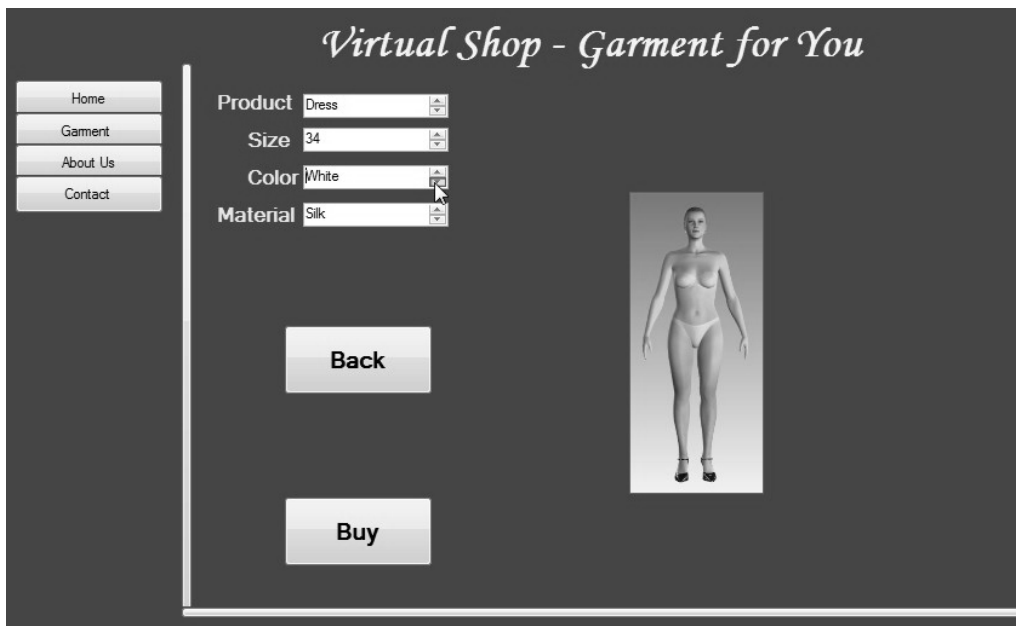 Virtual Shop - Garment for You
Home
Garment
About Us
Contact
Product Dress
Size 34
Color White
Material Silk
Back
Buy